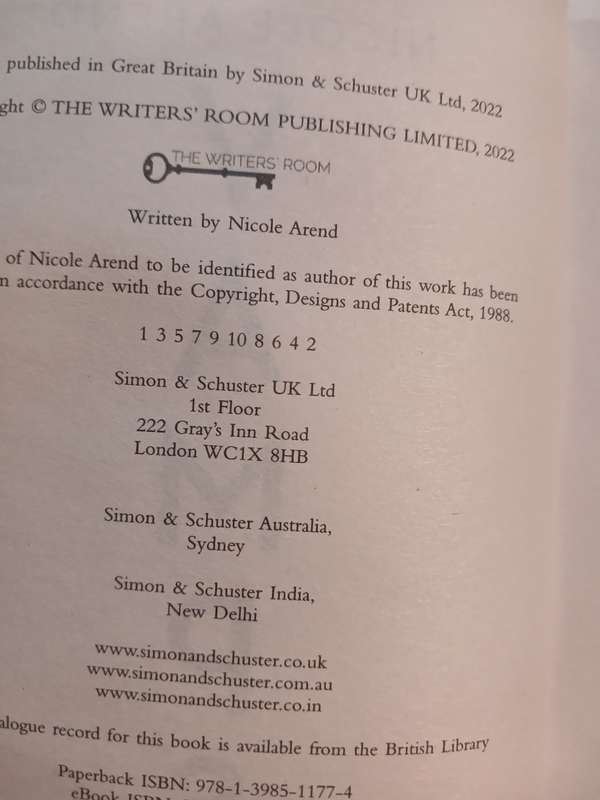 published in Great Britain by Simon & Schuster UK Ltd, 2022
ght © THE WRITERS' ROOM PUBLISHING LIMITED, 2022
THE WRITERS' ROOM
Written by Nicole Arend
of Nicole Arend to be identified as author of this work has been
n accordance with the Copyright, Designs and Patents Act, 1988.
1 3 5 7 9 10 8 6 4 2
Simon & Schuster UK Ltd
1st Floor
222 Gray's Inn Road
London WC1X 8HB
Simon & Schuster Australia,
Sydney
Simon & Schuster India,
New Delhi
www.simonandschuster.co.uk
www.simonandschuster.com.au
www.simonandschuster.co.in
alogue record for this book is available from the British Library
Paperback ISBN: 978-1-3985-1177-4
eBook ISBN